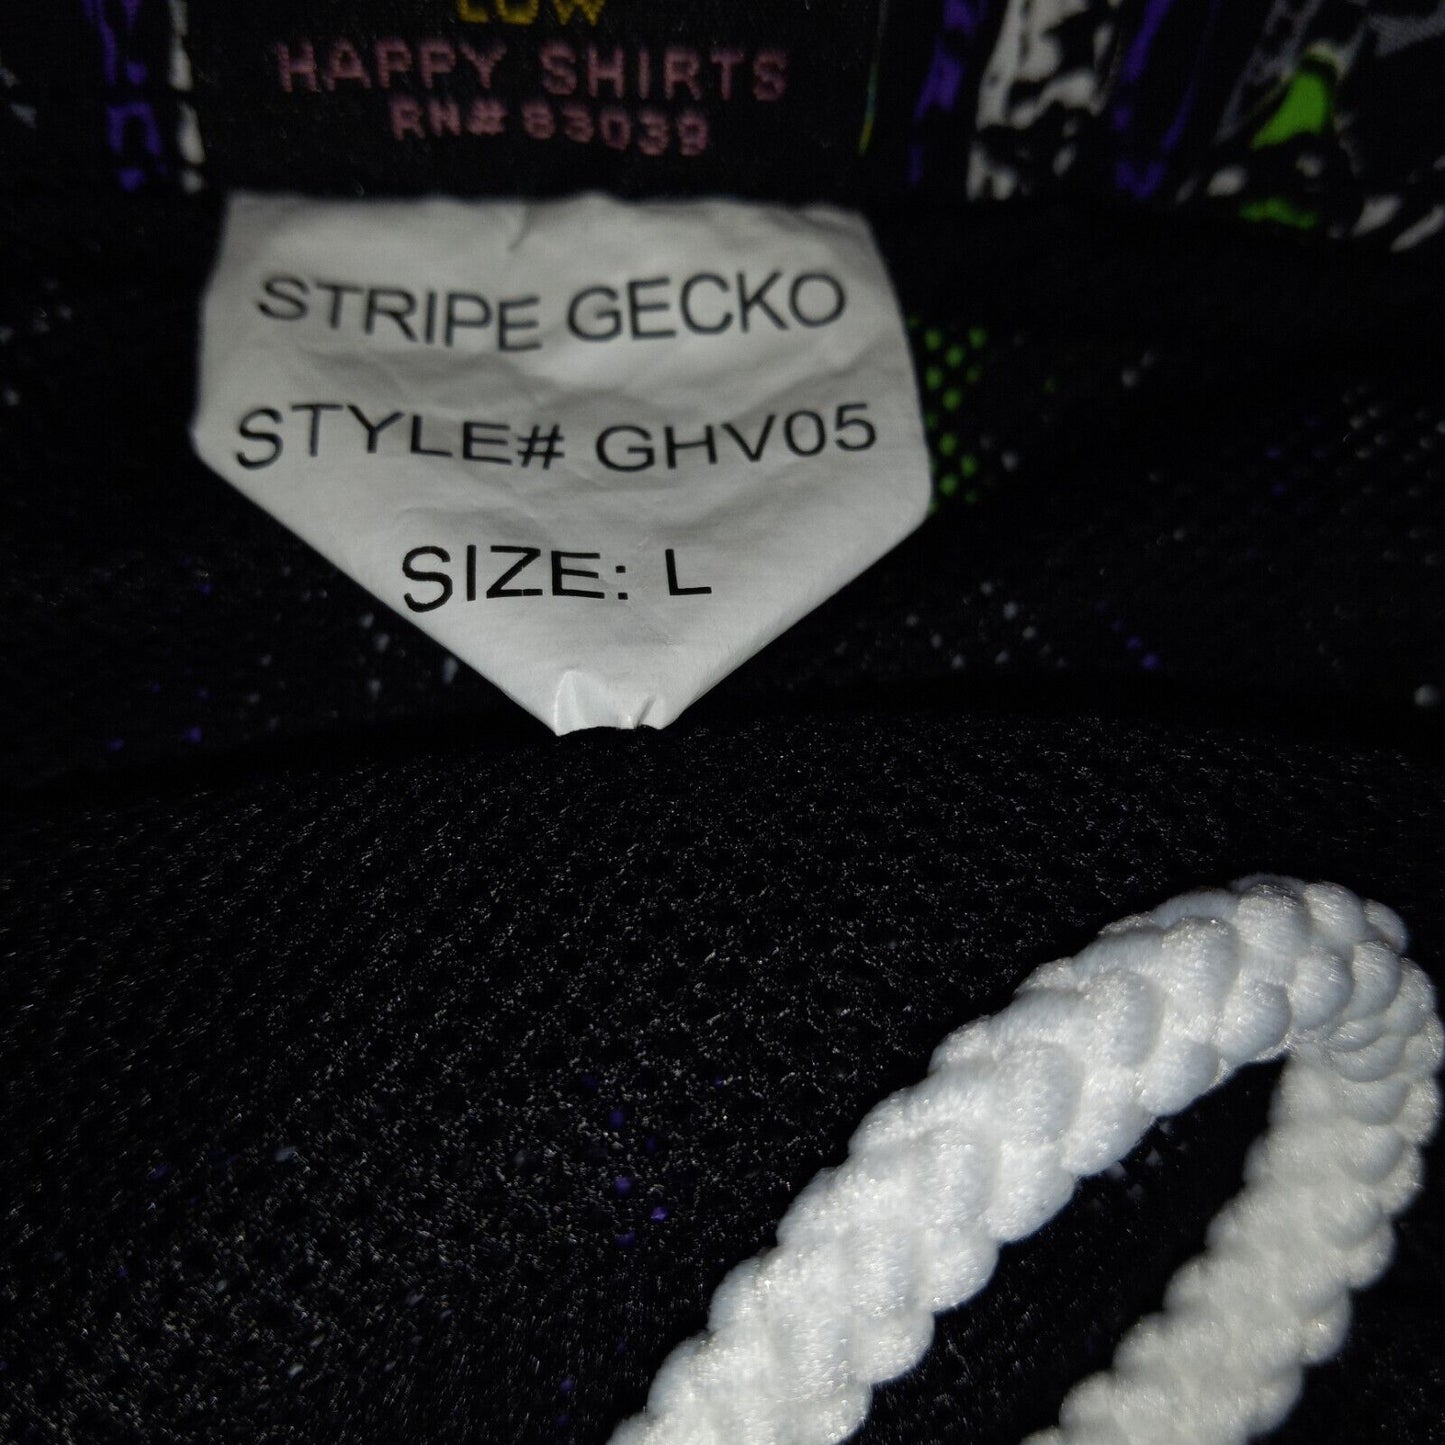 LOW
HAPPY SHIRTS
RN# 83039
STRIPE GECKO
STYLE# GHV05
SIZE: L